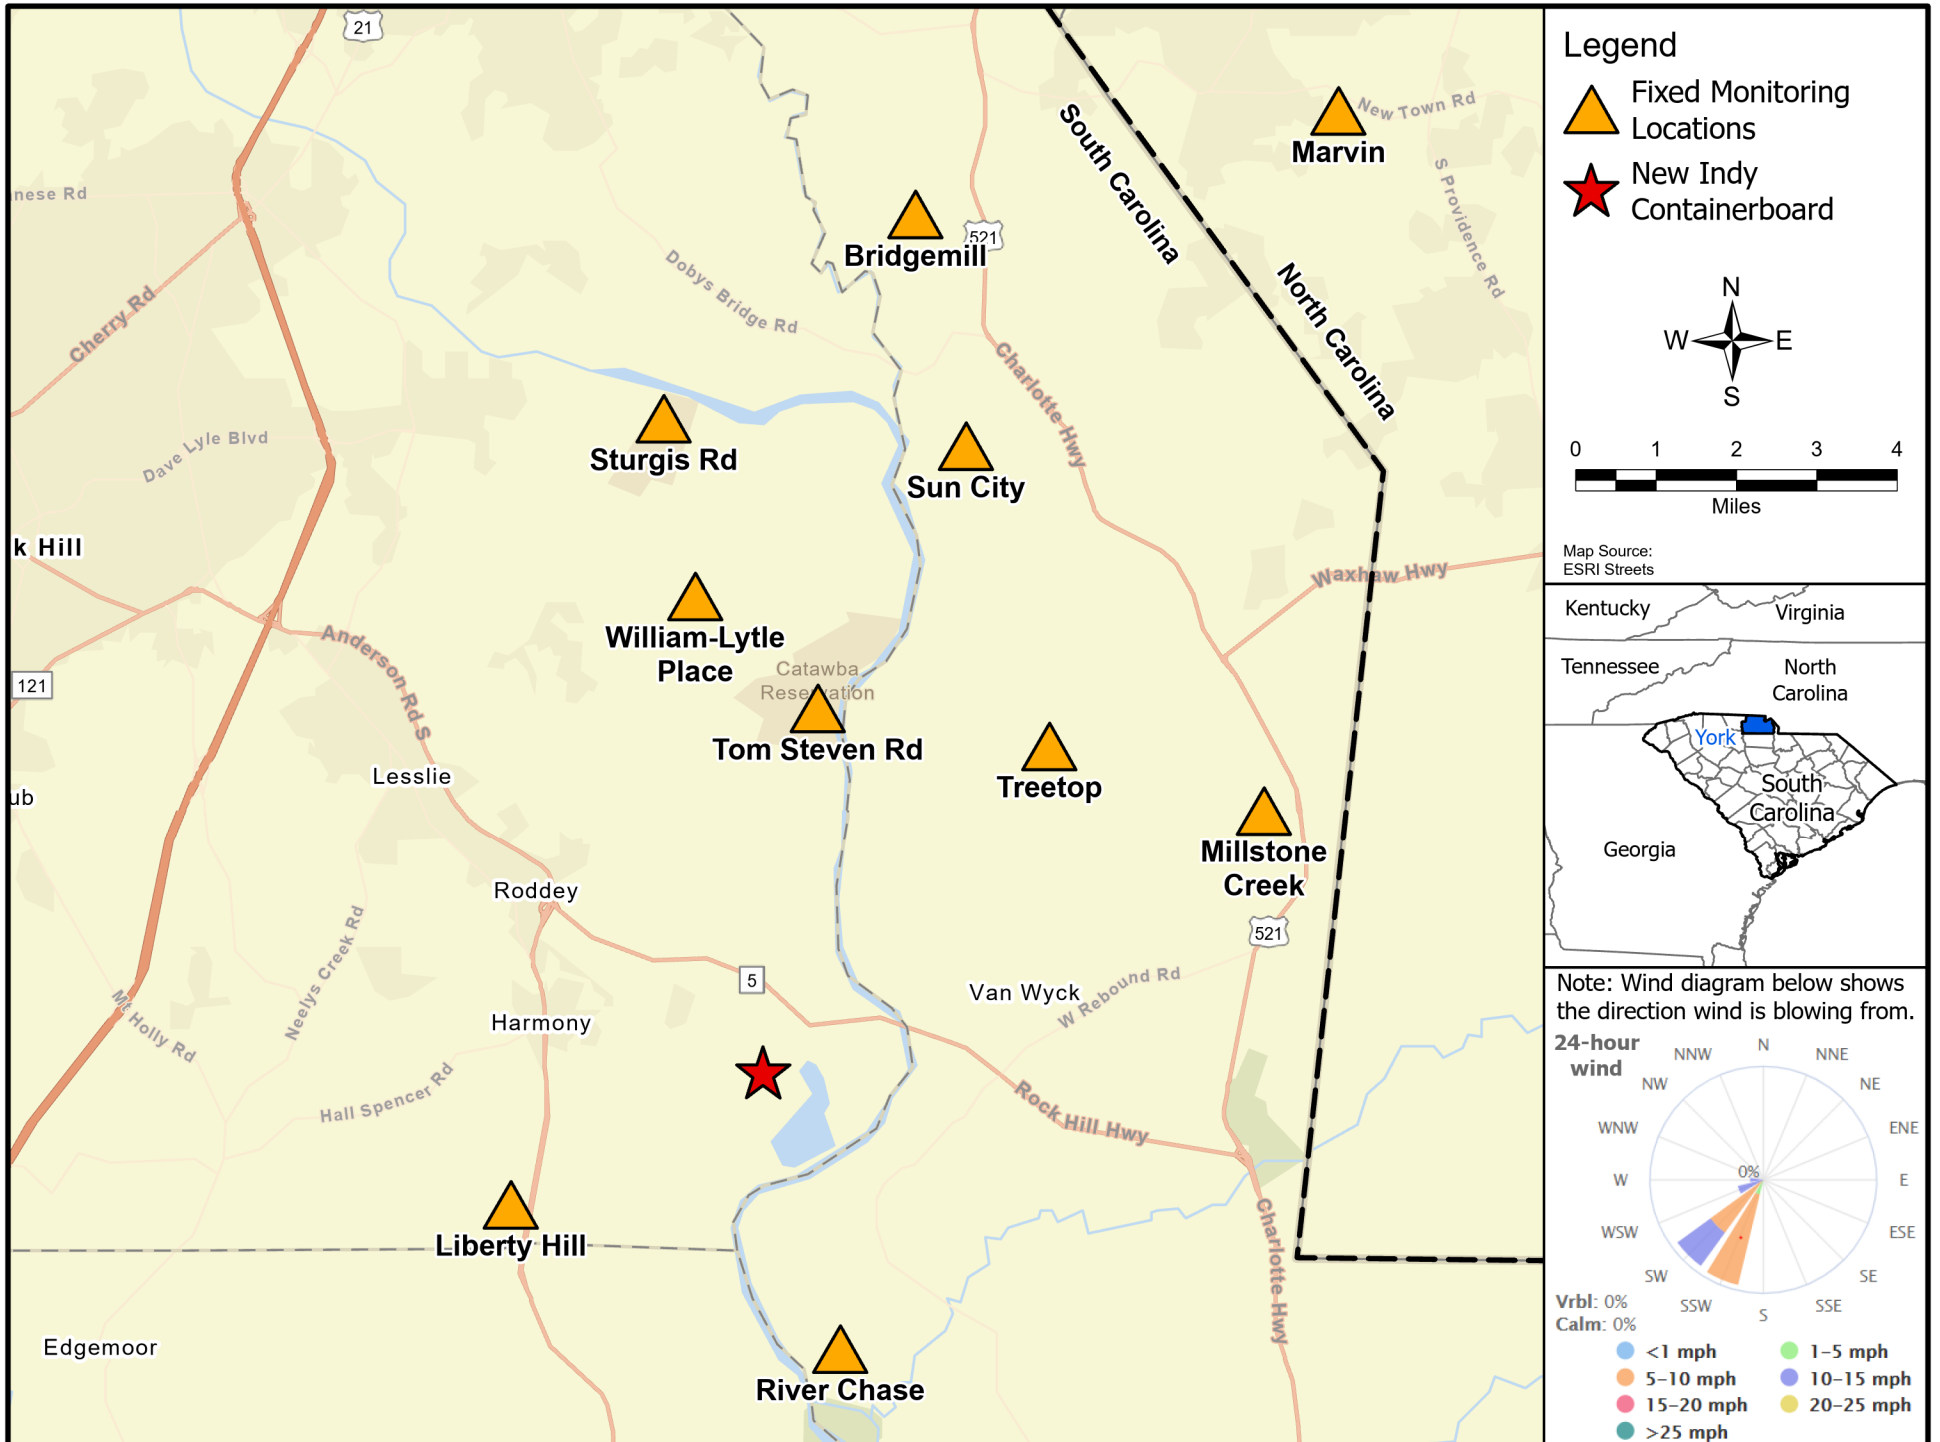 21
nese Rd
Cherry Rd
Dave Lyle Blvd
k Hill
121
ub
Anderson Rd S
Lesslie
Roddey
Neelys Creek Rd
Mt Holly Rd
Harmony
Hall Spencer Rd
Liberty Hill
Edgemoor
Dobys Bridge Rd
Bridgemill
521
South Carolina
North Carolina
Marvin
New Town Rd
S Providence Rd
Charlotte Hwy
Sturgis Rd
Sun City
Waxhaw Hwy
William-Lytle
Place
Catawba
Reservation
Tom Steven Rd
Treetop
Millstone
Creek
521
5
Van Wyck
W Rebound Rd
Rock Hill Hwy
Charlotte Hwy
River Chase
Legend
Fixed Monitoring
Locations
New Indy
Containerboard
N
W E
S
0 1 2 3 4
Miles
Map Source:
ESRI Streets
Kentucky
Virginia
Tennessee
North
Carolina
York
South
Carolina
Georgia
Note: Wind diagram below shows
the direction wind is blowing from.
24-hour
wind
N
NNW NNE
NW NE
WNW ENE
0%
W E
WSW ESE
SW SE
SSW SSE
S
Vrbl: 0%
Calm: 0%
<1 mph 1-5 mph
5-10 mph 10-15 mph
15-20 mph 20-25 mph
>25 mph